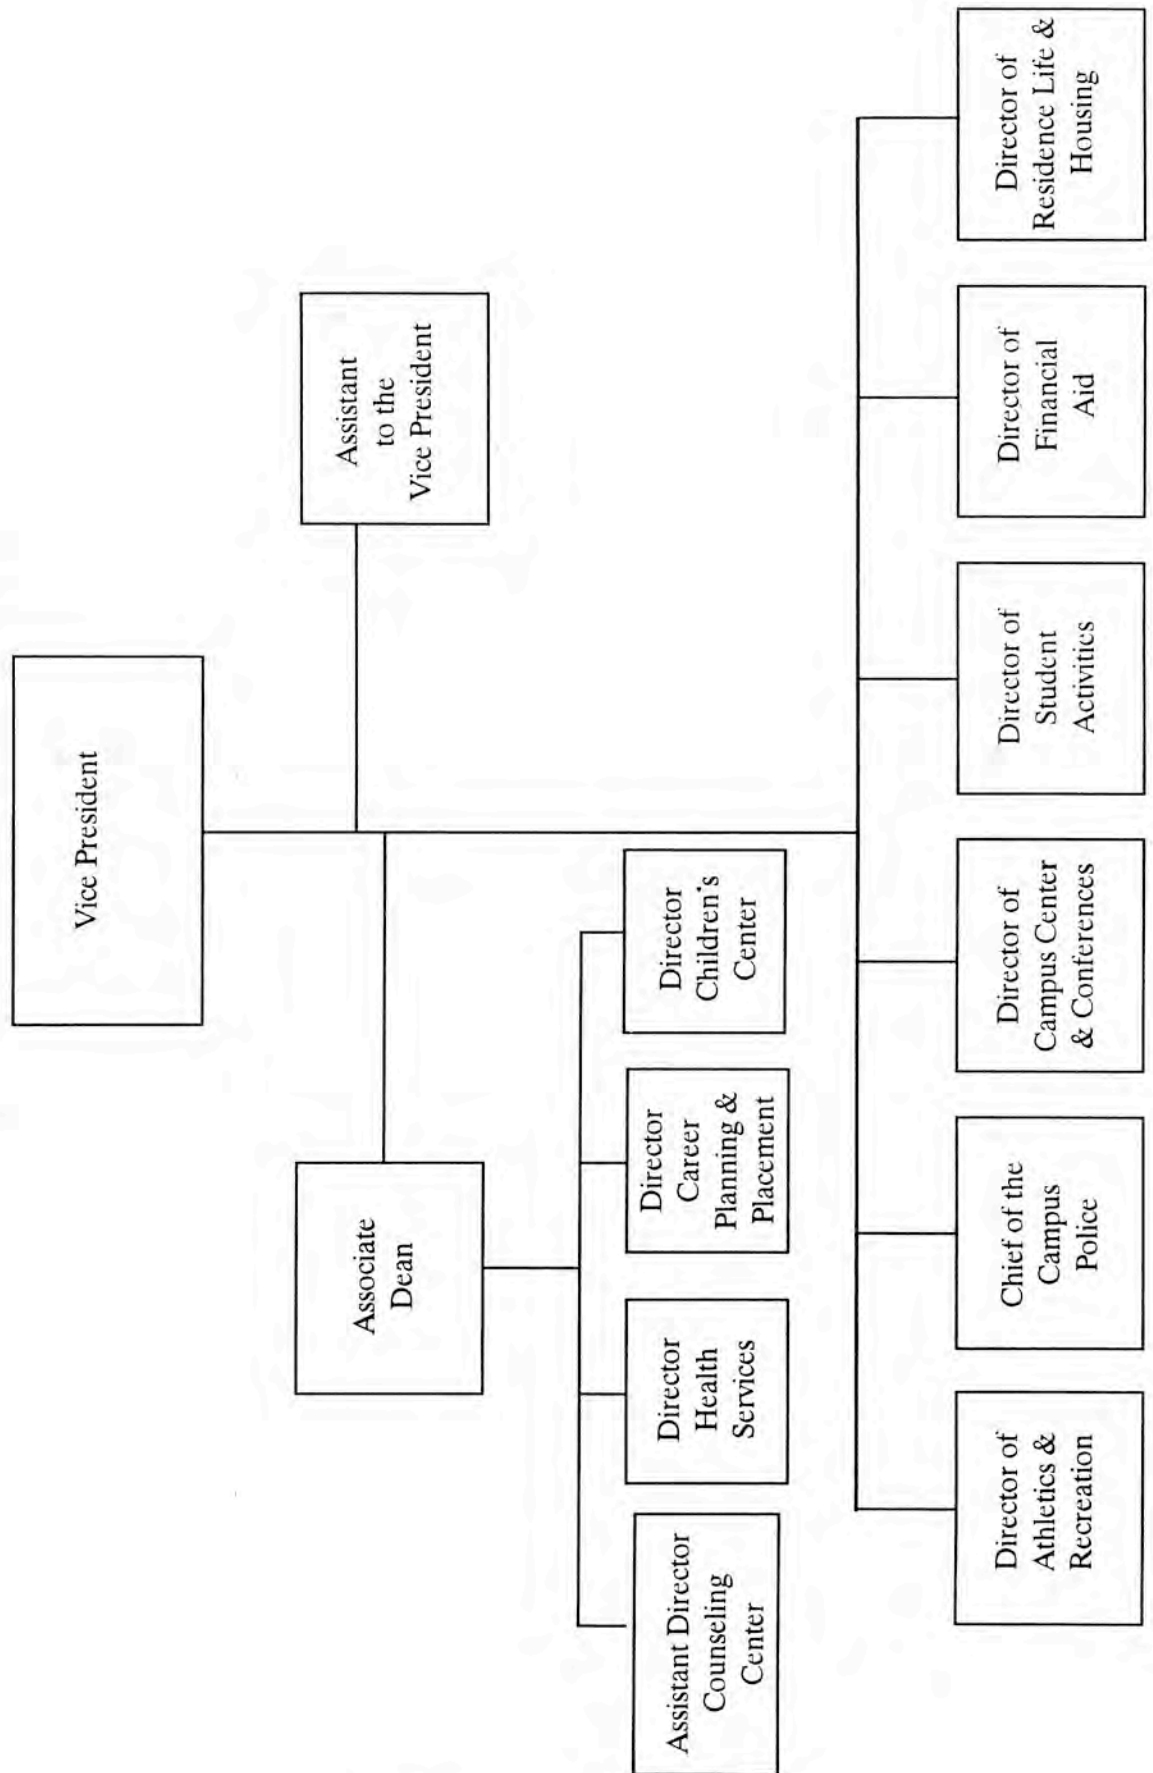 Vice President
Assistant
to the
Vice President
Associate
Dean
Assistant Director
Counseling
Center
Director
Health
Services
Director
Career
Planning &
Placement
Director
Children's
Center
Director of
Athletics &
Recreation
Chief of the
Campus
Police
Director of
Campus Center
& Conferences
Director of
Student
Activities
Director of
Financial
Aid
Director of
Residence Life &
Housing